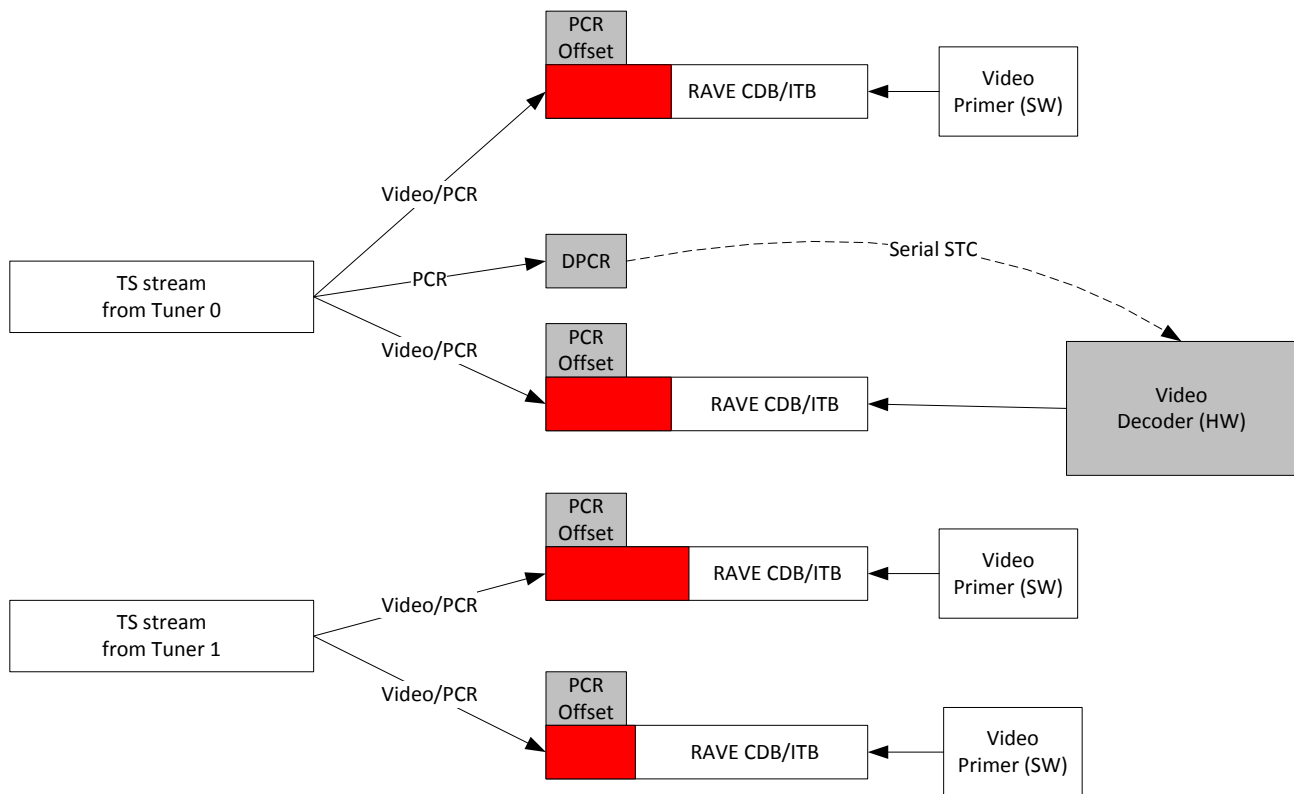 PCR
Offset
RAVE CDB/ITB
Video
Primer (SW)
Video/PCR
Serial STC
DPCR
PCR
TS stream
from Tuner 0
PCR
Offset
Video/PCR
RAVE CDB/ITB
Video
Decoder (HW)
PCR
Offset
RAVE CDB/ITB
Video
Primer (SW)
Video/PCR
TS stream
from Tuner 1
PCR
Offset
Video/PCR
RAVE CDB/ITB
Video
Primer (SW)